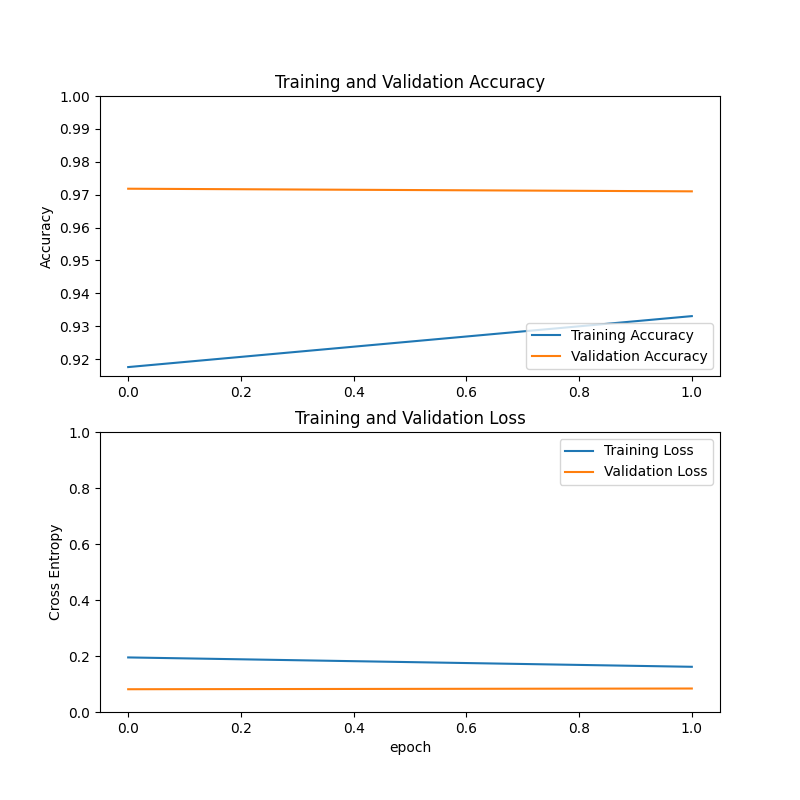 Training and Validation Accuracy
Accuracy
1.00
0.99
0.98
0.97
0.96
0.95
0.94
0.93
0.92
Training Accuracy
Validation Accuracy
0.0 0.2 0.4 0.6 0.8 1.0
Training and Validation Loss
Cross Entropy
1.0
0.8
0.6
0.4
0.2
0.0
Training Loss
Validation Loss
0.0 0.2 0.4 0.6 0.8 1.0
epoch